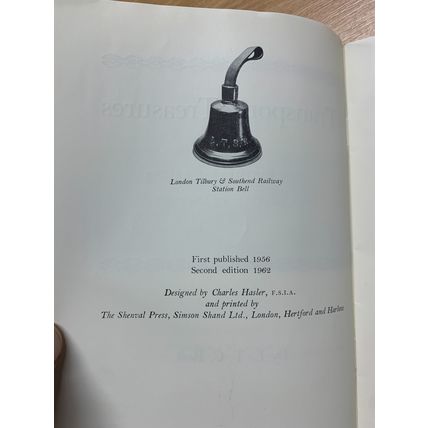 L.T.&S.R.
London Tilbury & Southend Railway
Station Bell
First published 1956
Second edition 1962
Designed by Charles Hasler, F.S.I.A.
and printed by
The Shenval Press, Simson Shand Ltd., London, Hertford and Harlow